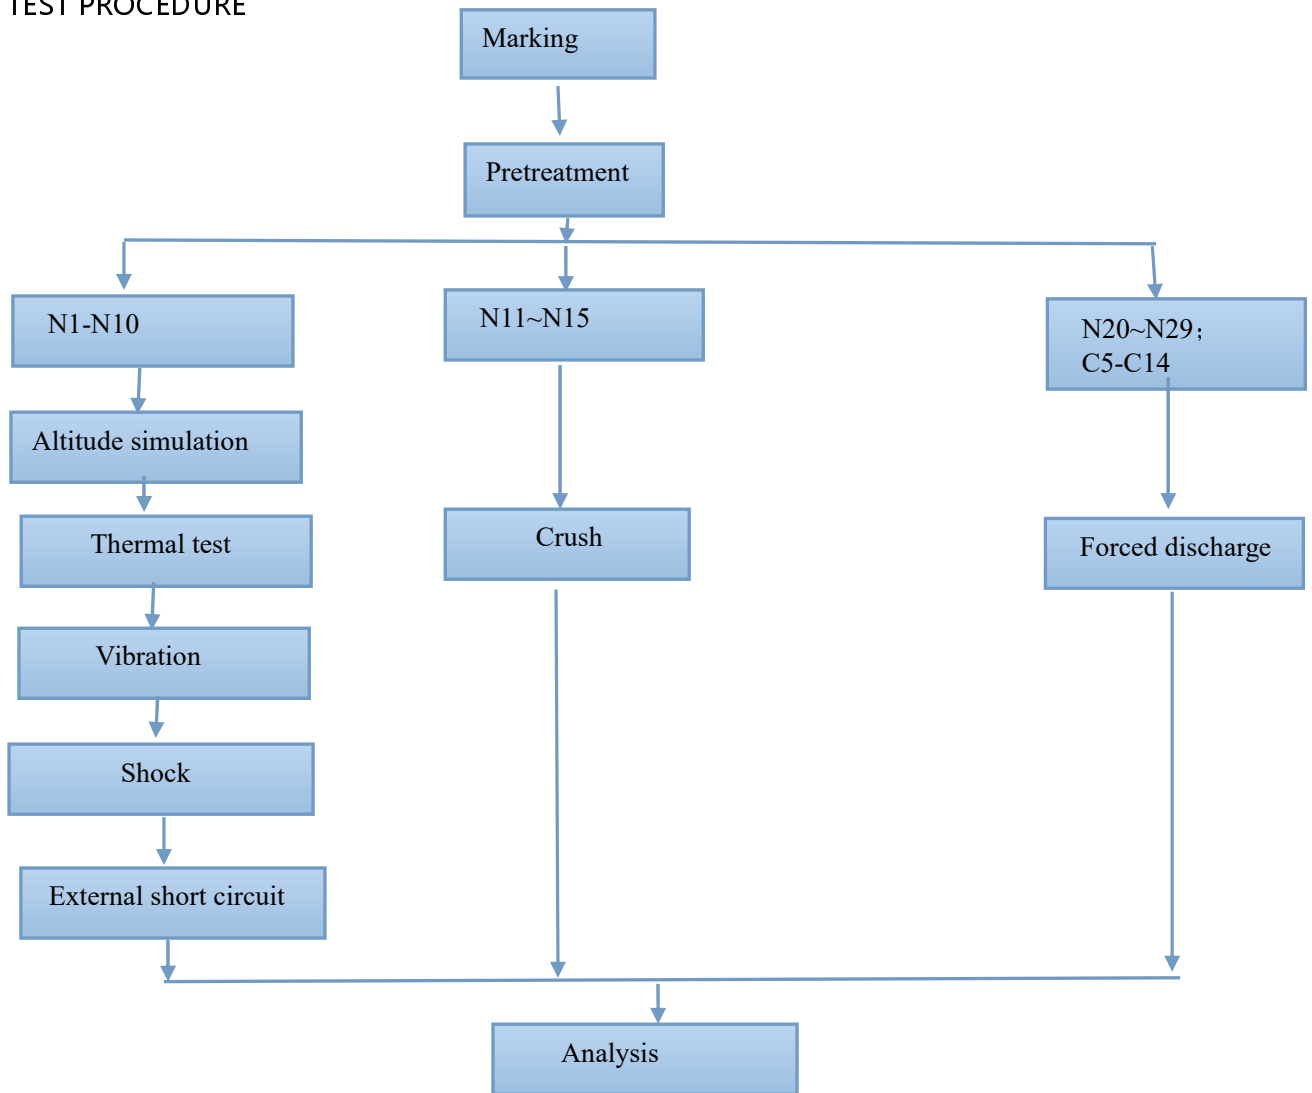 TEST PROCEDURE
Marking
Pretreatment
N1-N10
N11~N15
N20~N29；
C5-C14
Altitude simulation
Thermal test
Vibration
Shock
External short circuit
Crush
Forced discharge
Analysis